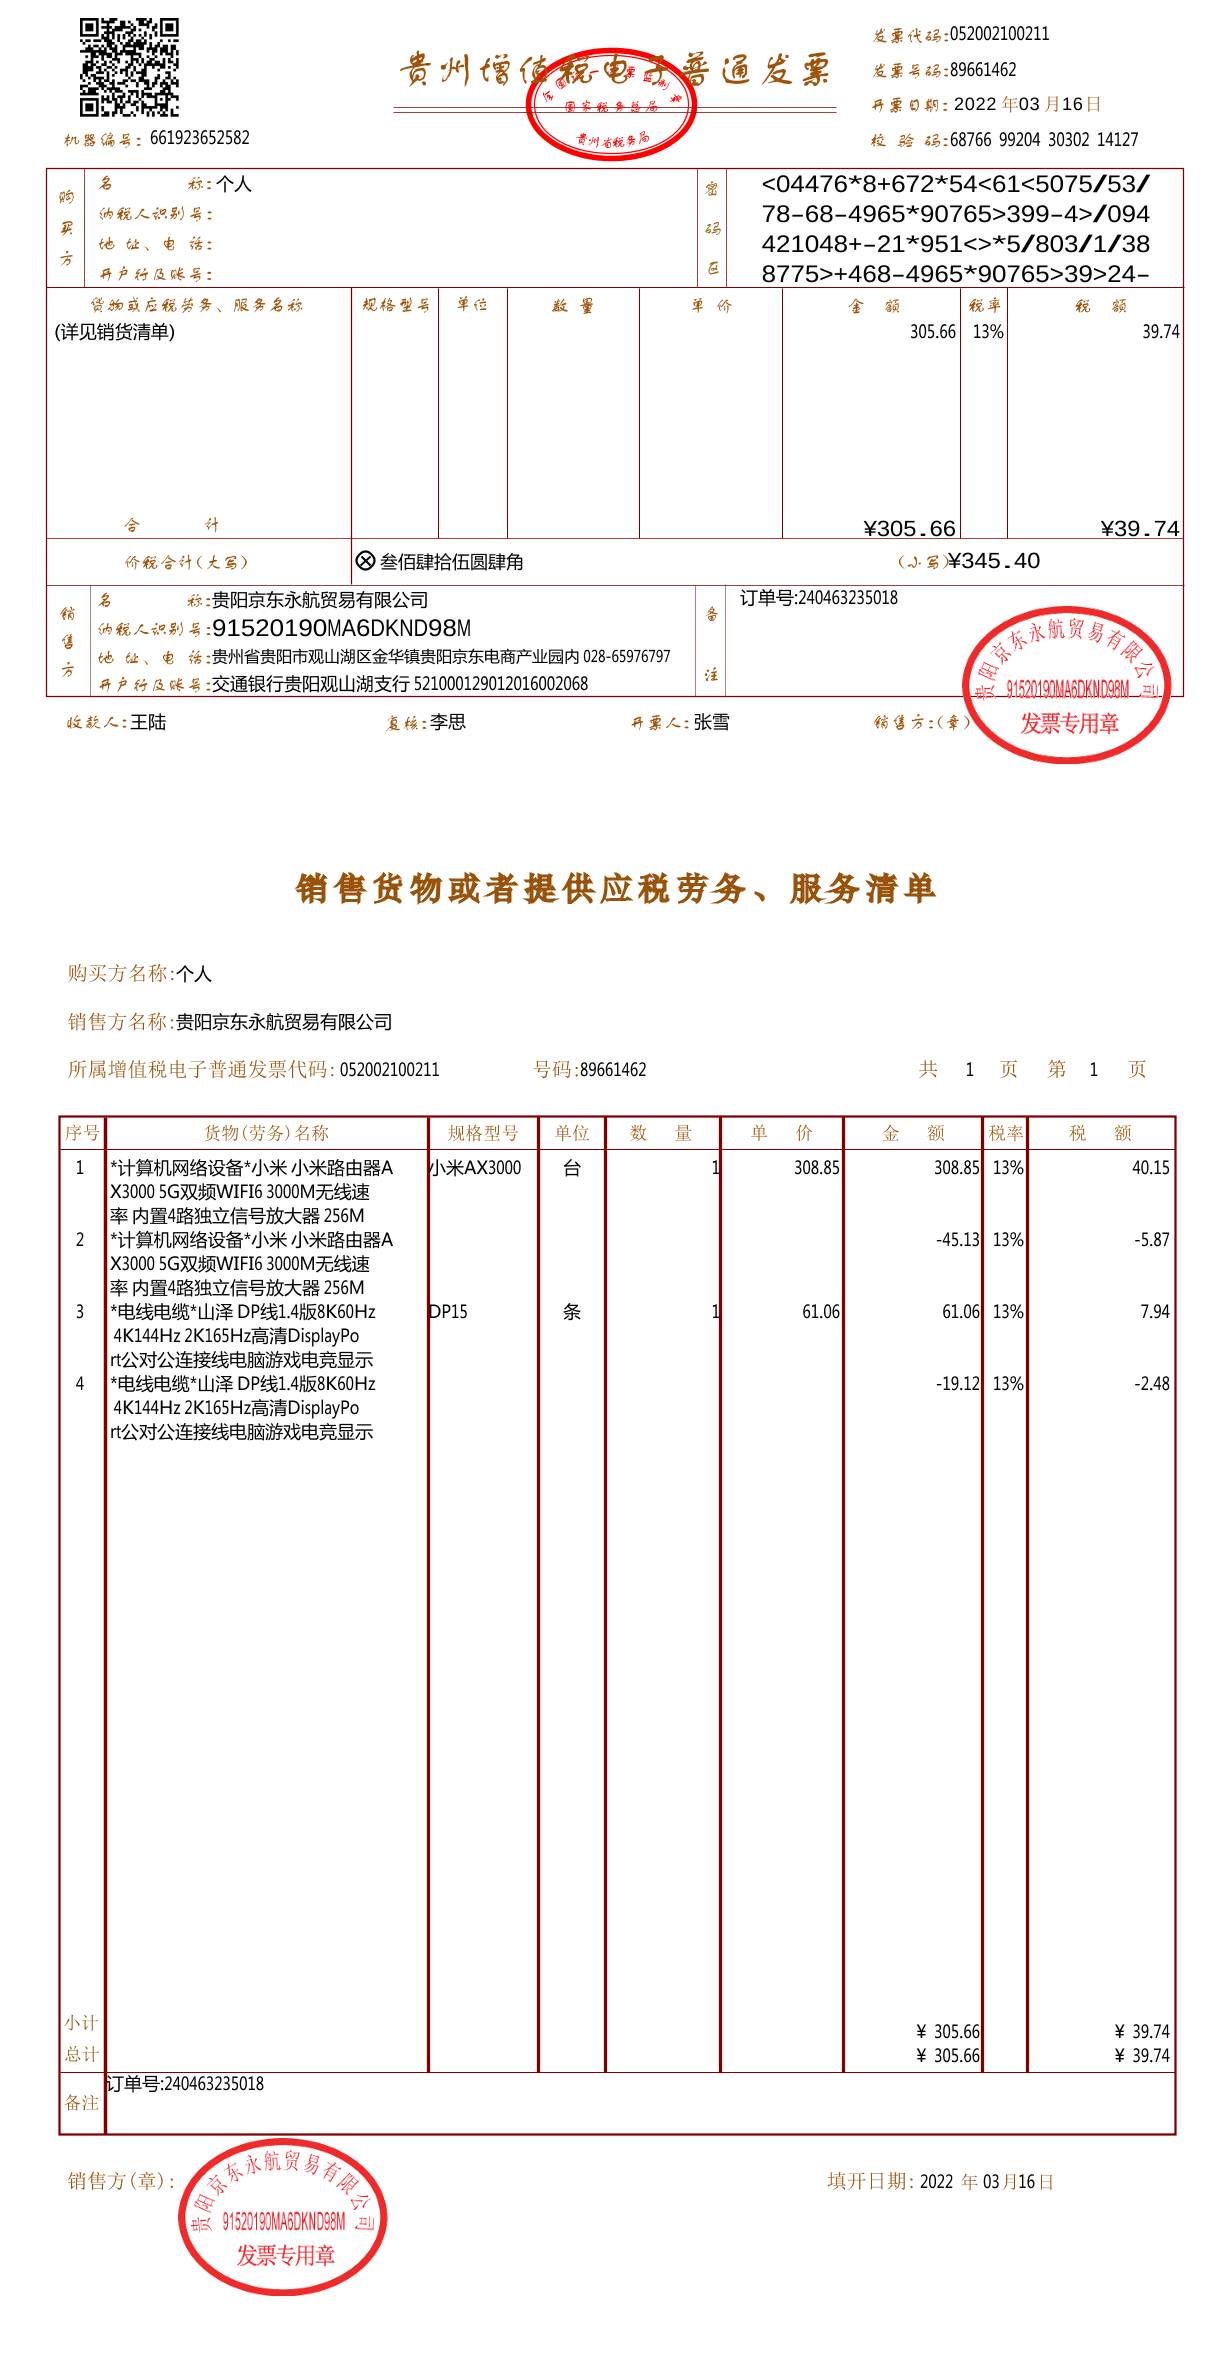 贵州增值税电子普通发票
全国统一发票监制章
国家税务总局
贵州省税务局
机器编号: 661923652582
发票代码:052002100211
发票号码:89661462
开票日期: 2022 年03 月16日
校 验 码:68766 99204 30302 14127
购买方
名 称:个人
纳税人识别号:
地 址、电 话:
开户行及账号:
密码区
<04476*8+672*54<61<5075/53/
78-68-4965*90765>399-4>/094
421048+-21*951<>*5/803/1/38
8775>+468-4965*90765>39>24-
货物或应税劳务、服务名称 规格型号 单位 数 量 单 价 金 额 税率 税 额
(详见销货清单) 305.66 13% 39.74
合 计 ¥305.66 ¥39.74
价税合计(大写) ⊗ 叁佰肆拾伍圆肆角 (小写)¥345.40
销售方
名 称:贵阳京东永航贸易有限公司
纳税人识别号:91520190MA6DKND98M
地 址、电 话:贵州省贵阳市观山湖区金华镇贵阳京东电商产业园内 028-65976797
开户行及账号:交通银行贵阳观山湖支行 521000129012016002068
备注
订单号:240463235018
收款人:王陆 复核:李思 开票人:张雪 销售方:(章)
贵阳京东永航贸易有限公司
91520190MA6DKND98M
发票专用章
销售货物或者提供应税劳务、服务清单
购买方名称:个人
销售方名称:贵阳京东永航贸易有限公司
所属增值税电子普通发票代码: 052002100211 号码:89661462 共 1 页 第 1 页
序号 货物(劳务)名称 规格型号 单位 数 量 单 价 金 额 税率 税 额
1 *计算机网络设备*小米 小米路由器A 小米AX3000 台 1 308.85 308.85 13% 40.15
X3000 5G双频WIFI6 3000M无线速
率 内置4路独立信号放大器 256M
2 *计算机网络设备*小米 小米路由器A -45.13 13% -5.87
X3000 5G双频WIFI6 3000M无线速
率 内置4路独立信号放大器 256M
3 *电线电缆*山泽 DP线1.4版8K60Hz DP15 条 1 61.06 61.06 13% 7.94
4K144Hz 2K165Hz高清DisplayPo
rt公对公连接线电脑游戏电竞显示
4 *电线电缆*山泽 DP线1.4版8K60Hz -19.12 13% -2.48
4K144Hz 2K165Hz高清DisplayPo
rt公对公连接线电脑游戏电竞显示
小计 ¥ 305.66 ¥ 39.74
总计 ¥ 305.66 ¥ 39.74
备注 订单号:240463235018
销售方(章): 填开日期: 2022 年 03 月16 日
贵阳京东永航贸易有限公司
91520190MA6DKND98M
发票专用章